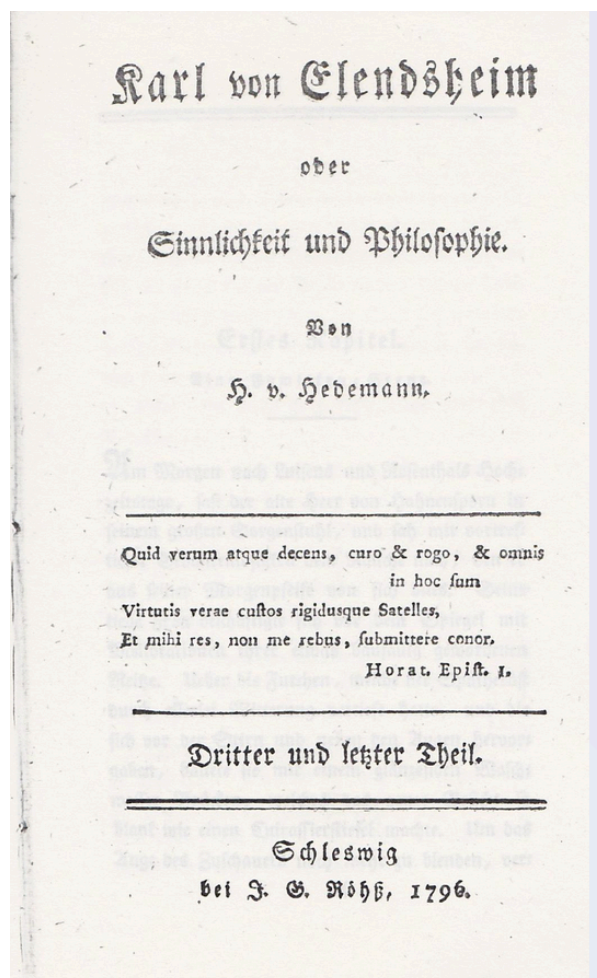 Karl von Elendsheim
oder
Sinnlichkeit und Philosophie.
Von
H. v. Hedemann.
Quid verum atque decens, curo & rogo, & omnis
in hoc ſum
Virtutis verae cuſtos rigidusque Satelles,
Et mihi res, non me rebus, ſubmittere conor.
Horat. Epiſt. 1.
Dritter und letzter Theil.
Schleswig
bei J. G. Röhß, 1796.